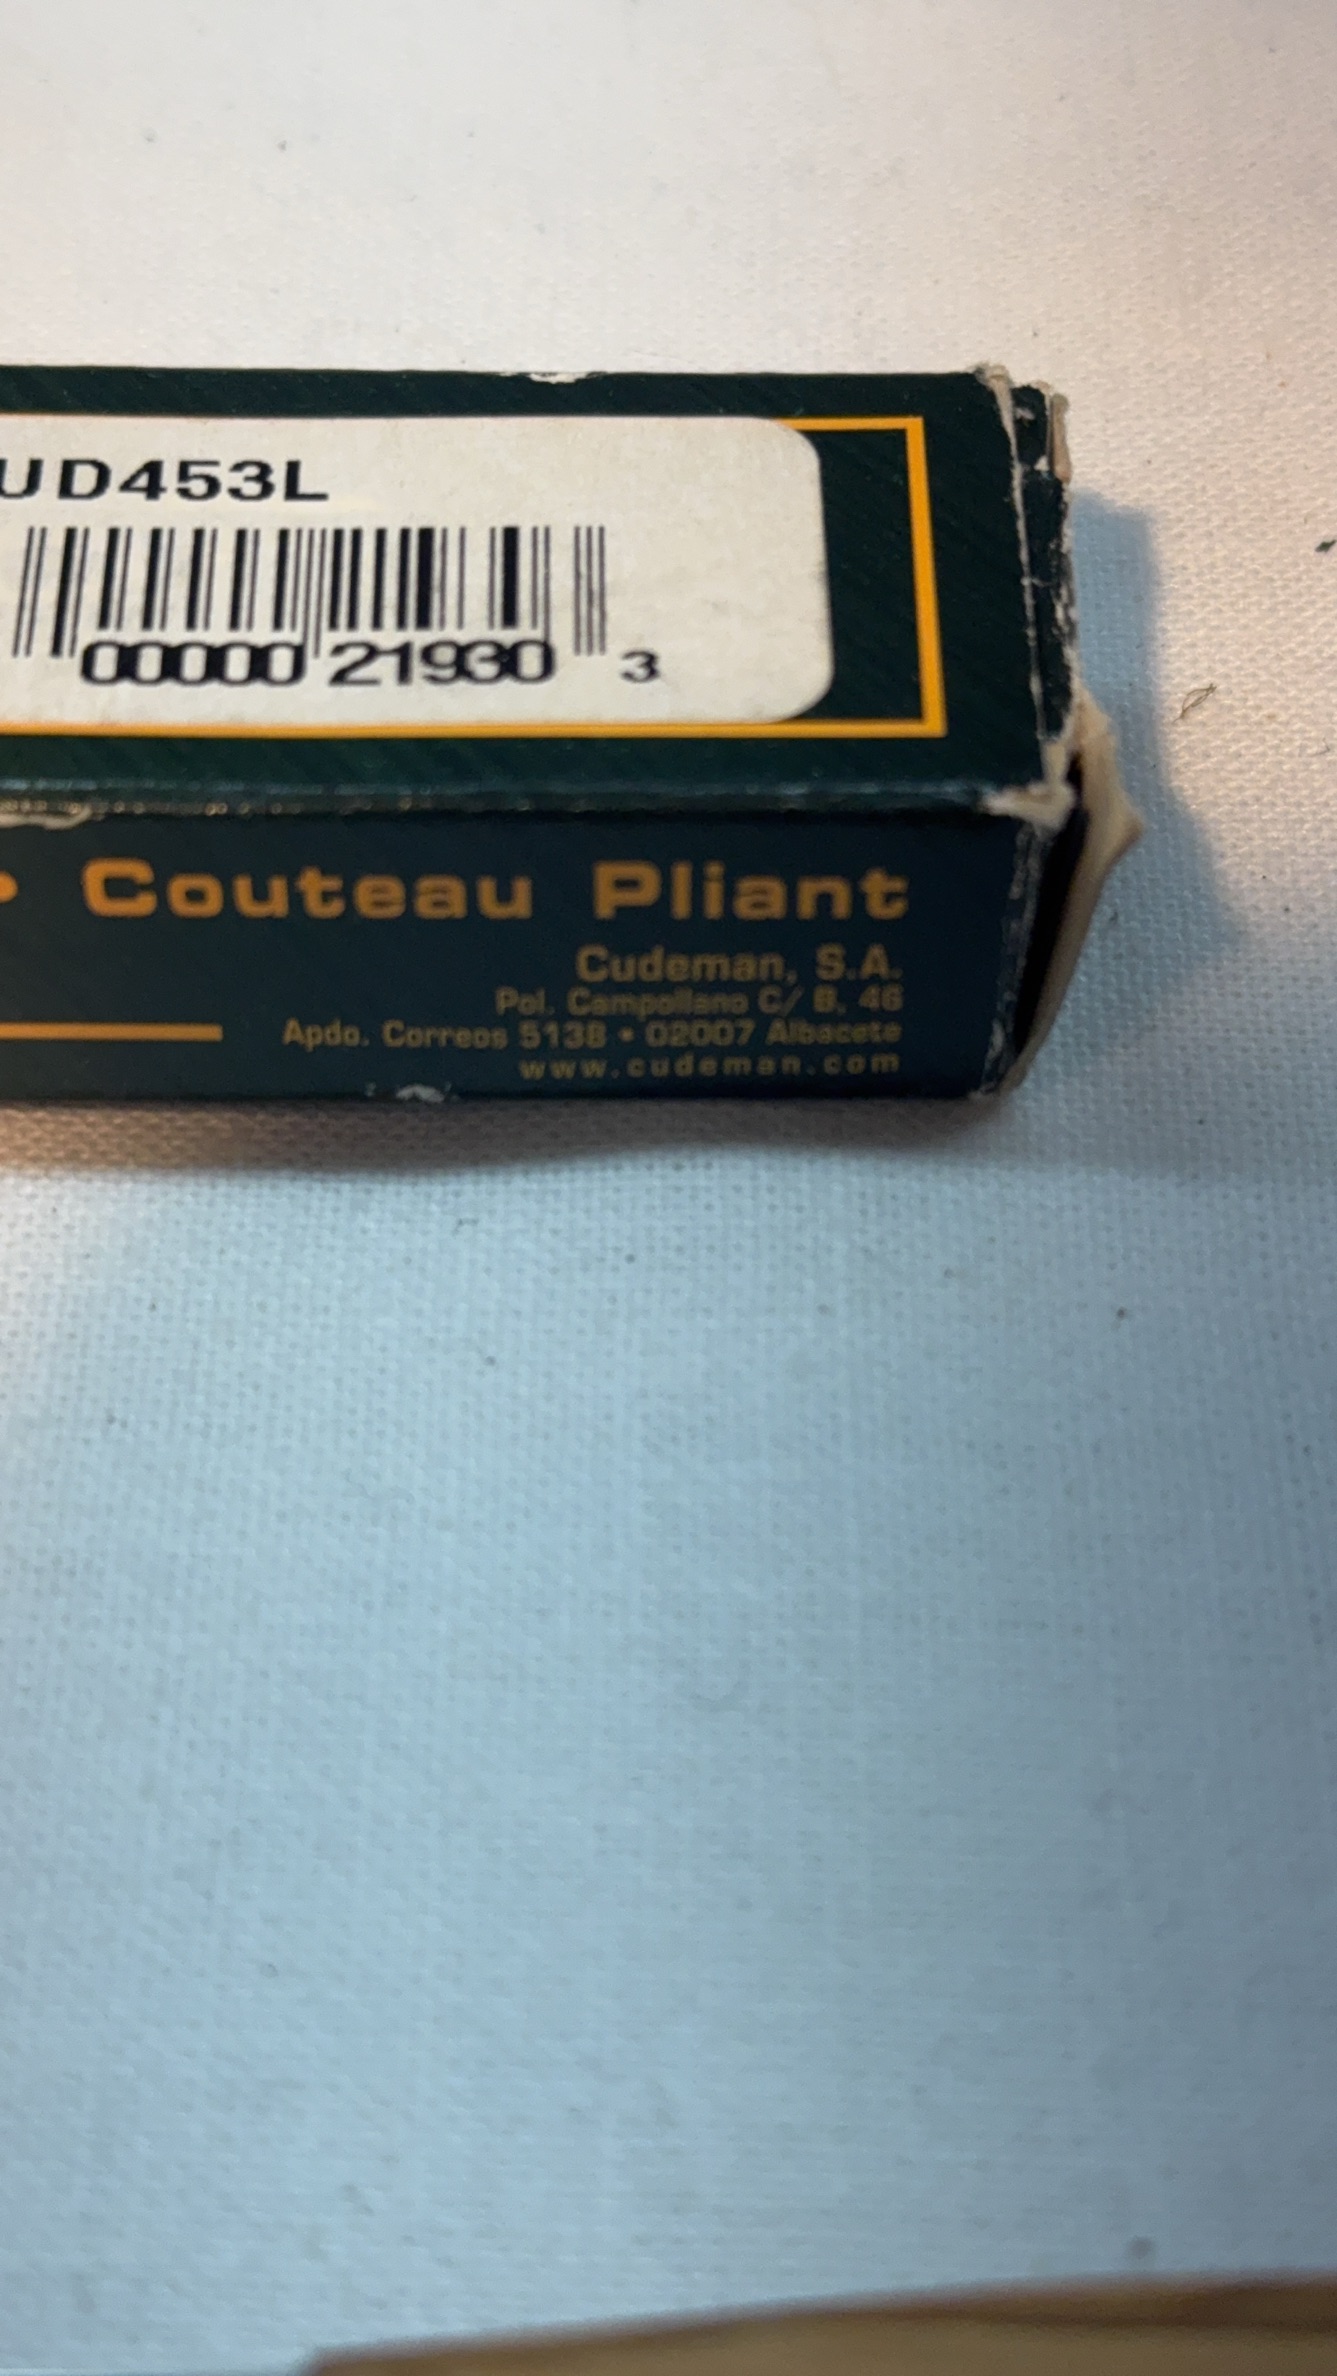 UD453L
00000 21930 3
• Couteau Pliant
Cudeman, S.A.
Pol. Campollano C/ B, 46
Apdo. Correos 5138 • 02007 Albacete
www.cudeman.com